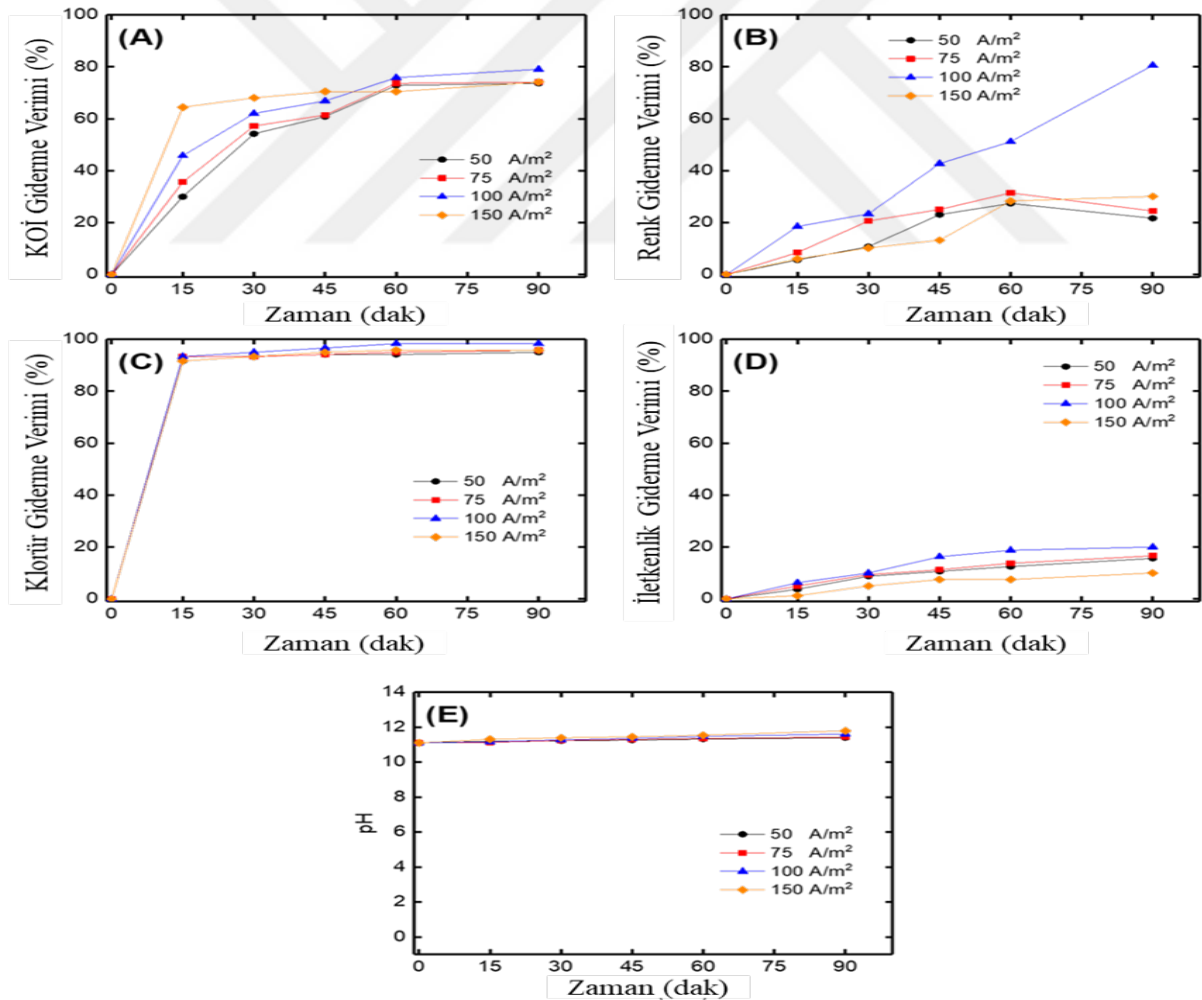 (A)
KOİ Giderme Verimi (%)
100
80
60
40
20
0
50 A/m²
75 A/m²
100 A/m²
150 A/m²
0 15 30 45 60 75 90
Zaman (dak)
(B)
Renk Giderme Verimi (%)
100
80
60
40
20
0
50 A/m²
75 A/m²
100 A/m²
150 A/m²
0 15 30 45 60 75 90
Zaman (dak)
(C)
Klorür Giderme Verimi (%)
100
80
60
40
20
0
50 A/m²
75 A/m²
100 A/m²
150 A/m²
0 15 30 45 60 75 90
Zaman (dak)
(D)
İletkenlik Giderme Verimi (%)
100
80
60
40
20
0
50 A/m²
75 A/m²
100 A/m²
150 A/m²
0 15 30 45 60 75 90
Zaman (dak)
(E)
pH
14
12
10
8
6
4
2
0
50 A/m²
75 A/m²
100 A/m²
150 A/m²
0 15 30 45 60 75 90
Zaman (dak)